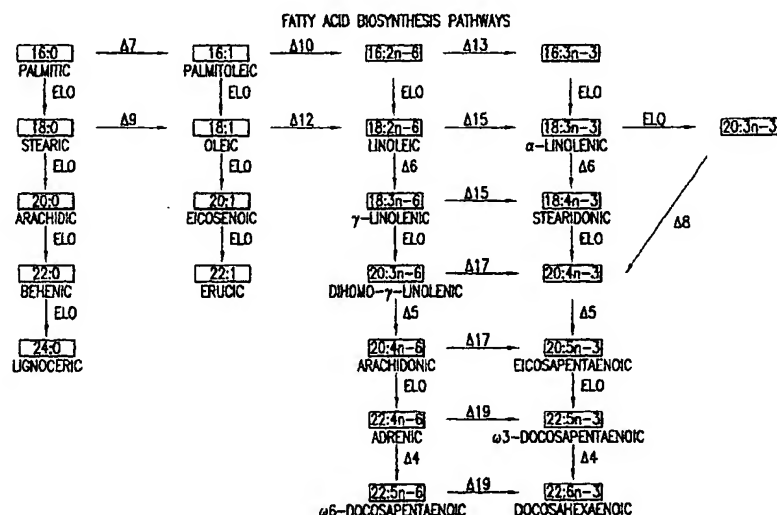 FATTY ACID BIOSYNTHESIS PATHWAYS
16:0 Δ7 16:1 Δ10 16:2n-6 Δ13 16:3n-3
PALMITIC PALMITOLEIC
ELO ELO ELO ELO
18:0 Δ9 18:1 Δ12 18:2n-6 Δ15 18:3n-3 ELO 20:3n-3
STEARIC OLEIC LINOLEIC α-LINOLENIC
ELO ELO Δ6 Δ6
20:0 20:1 18:3n-6 Δ15 18:4n-3 Δ8
ARACHIDIC EICOSENOIC γ-LINOLENIC STEARIDONIC
ELO ELO ELO ELO
22:0 22:1 20:3n-6 Δ17 20:4n-3
BEHENIC ERUCIC DIHOMO-γ-LINOLENIC
ELO Δ5 Δ5
24:0 20:4n-6 Δ17 20:5n-3
LIGNOCERIC ARACHIDONIC EICOSAPENTAENOIC
ELO ELO
22:4n-6 Δ19 22:5n-3
ADRENIC ω3-DOCOSAPENTAENOIC
Δ4 Δ4
22:5n-6 Δ19 22:6n-3
ω6-DOCOSAPENTAENOIC DOCOSAHEXAENOIC